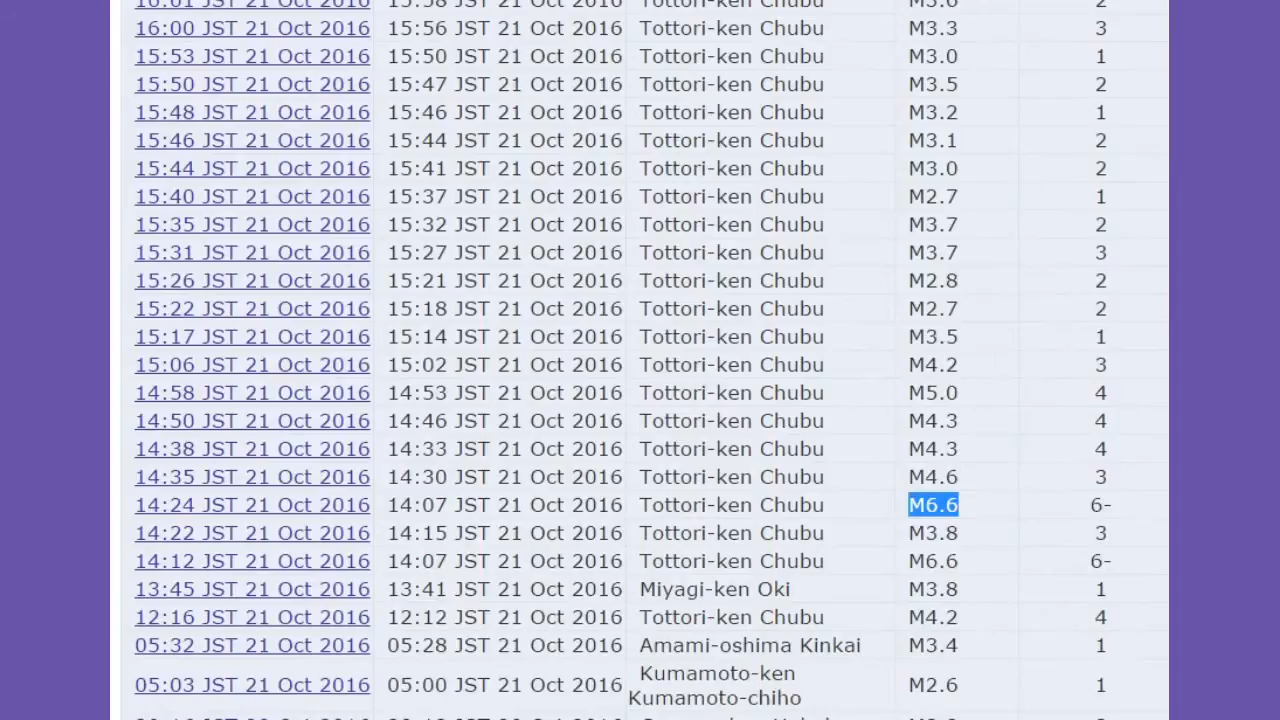 16:01 JST 21 Oct 2016 15:58 JST 21 Oct 2016 Tottori-ken Chubu M3.6 2
16:00 JST 21 Oct 2016 15:56 JST 21 Oct 2016 Tottori-ken Chubu M3.3 3
15:53 JST 21 Oct 2016 15:50 JST 21 Oct 2016 Tottori-ken Chubu M3.0 1
15:50 JST 21 Oct 2016 15:47 JST 21 Oct 2016 Tottori-ken Chubu M3.5 2
15:48 JST 21 Oct 2016 15:46 JST 21 Oct 2016 Tottori-ken Chubu M3.2 1
15:46 JST 21 Oct 2016 15:44 JST 21 Oct 2016 Tottori-ken Chubu M3.1 2
15:44 JST 21 Oct 2016 15:41 JST 21 Oct 2016 Tottori-ken Chubu M3.0 2
15:40 JST 21 Oct 2016 15:37 JST 21 Oct 2016 Tottori-ken Chubu M2.7 1
15:35 JST 21 Oct 2016 15:32 JST 21 Oct 2016 Tottori-ken Chubu M3.7 2
15:31 JST 21 Oct 2016 15:27 JST 21 Oct 2016 Tottori-ken Chubu M3.7 3
15:26 JST 21 Oct 2016 15:21 JST 21 Oct 2016 Tottori-ken Chubu M2.8 2
15:22 JST 21 Oct 2016 15:18 JST 21 Oct 2016 Tottori-ken Chubu M2.7 2
15:17 JST 21 Oct 2016 15:14 JST 21 Oct 2016 Tottori-ken Chubu M3.5 1
15:06 JST 21 Oct 2016 15:02 JST 21 Oct 2016 Tottori-ken Chubu M4.2 3
14:58 JST 21 Oct 2016 14:53 JST 21 Oct 2016 Tottori-ken Chubu M5.0 4
14:50 JST 21 Oct 2016 14:46 JST 21 Oct 2016 Tottori-ken Chubu M4.3 4
14:38 JST 21 Oct 2016 14:33 JST 21 Oct 2016 Tottori-ken Chubu M4.3 4
14:35 JST 21 Oct 2016 14:30 JST 21 Oct 2016 Tottori-ken Chubu M4.6 3
14:24 JST 21 Oct 2016 14:07 JST 21 Oct 2016 Tottori-ken Chubu M6.6 6-
14:22 JST 21 Oct 2016 14:15 JST 21 Oct 2016 Tottori-ken Chubu M3.8 3
14:12 JST 21 Oct 2016 14:07 JST 21 Oct 2016 Tottori-ken Chubu M6.6 6-
13:45 JST 21 Oct 2016 13:41 JST 21 Oct 2016 Miyagi-ken Oki M3.8 1
12:16 JST 21 Oct 2016 12:12 JST 21 Oct 2016 Tottori-ken Chubu M4.2 4
05:32 JST 21 Oct 2016 05:28 JST 21 Oct 2016 Amami-oshima Kinkai M3.4 1
Kumamoto-ken
05:03 JST 21 Oct 2016 05:00 JST 21 Oct 2016 M2.6 1
Kumamoto-chiho